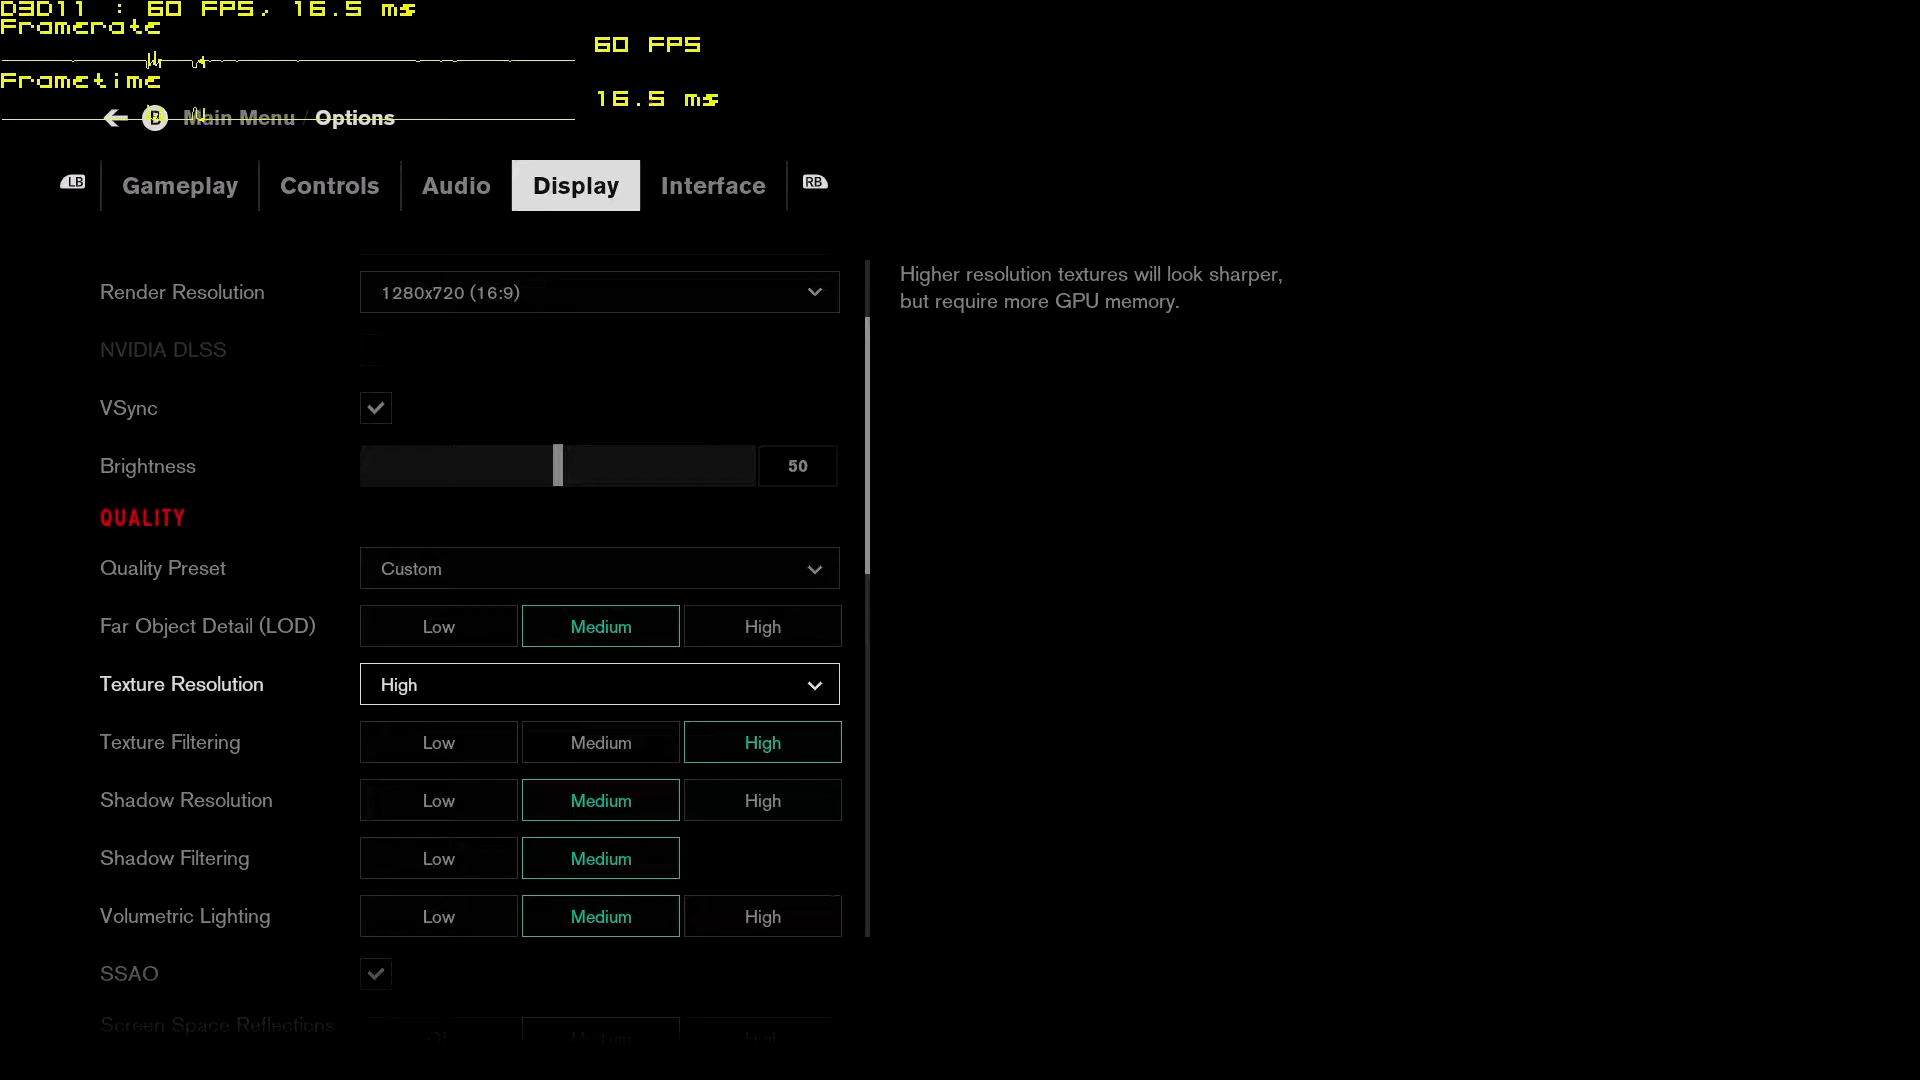 D3D11 : 60 FPS, 16.5 ms
Framerate
60 FPS
Frametime
16.5 ms
B Main Menu / Options
LB Gameplay Controls Audio Display Interface RB
Render Resolution 1280x720 (16:9)
Higher resolution textures will look sharper,
but require more GPU memory.
NVIDIA DLSS
VSync
Brightness 50
QUALITY
Quality Preset Custom
Far Object Detail (LOD) Low Medium High
Texture Resolution High
Texture Filtering Low Medium High
Shadow Resolution Low Medium High
Shadow Filtering Low Medium
Volumetric Lighting Low Medium High
SSAO
Screen Space Reflections Medium